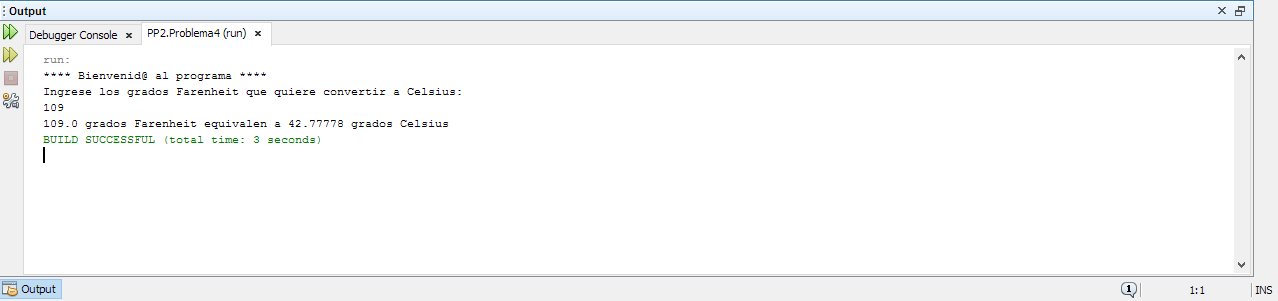 Output
Debugger Console
PP2.Problema4 (run)
run:
**** Bienvenid@ al programa ****
Ingrese los grados Farenheit que quiere convertir a Celsius:
109
109.0 grados Farenheit equivalen a 42.77778 grados Celsius
BUILD SUCCESSFUL (total time: 3 seconds)
Output
1
1:1
INS